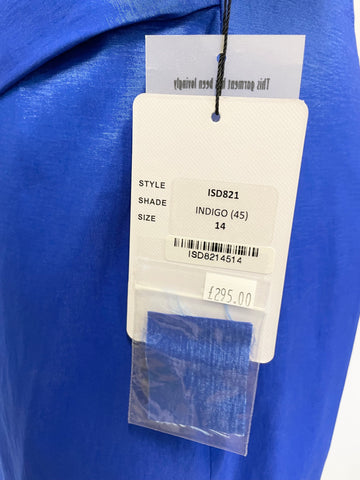 This garment has been lovingly
STYLE ISD821
SHADE INDIGO (45)
SIZE 14
ISD8214514
£295.00